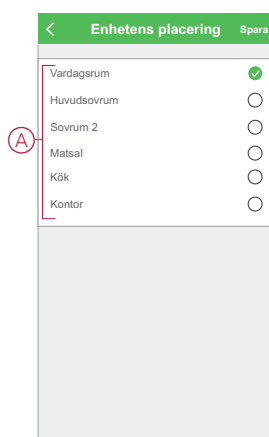 Enhetens placering Spara
Vardagsrum
Huvudsovrum
Sovrum 2
A
Matsal
Kök
Kontor